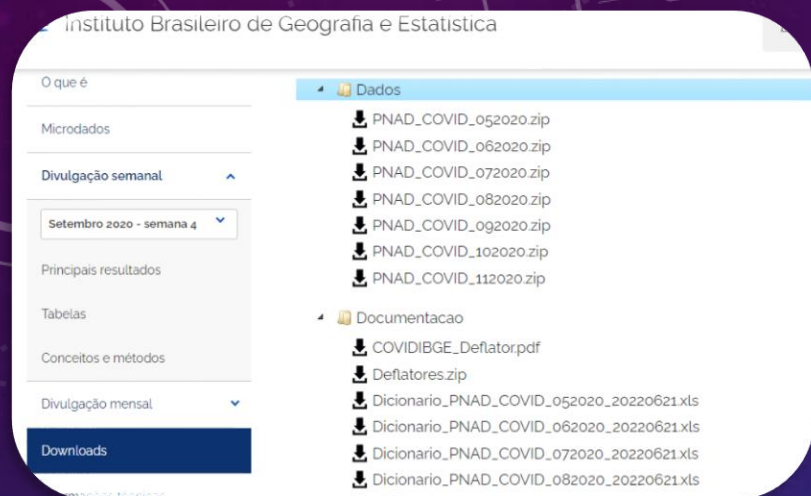 Instituto Brasileiro de Geografia e Estatística
O que é
Microdados
Divulgação semanal
Setembro 2020 - semana 4
Principais resultados
Tabelas
Conceitos e métodos
Divulgação mensal
Downloads
Dados
PNAD_COVID_052020.zip
PNAD_COVID_062020.zip
PNAD_COVID_072020.zip
PNAD_COVID_082020.zip
PNAD_COVID_092020.zip
PNAD_COVID_102020.zip
PNAD_COVID_112020.zip
Documentacao
COVIDIBGE_Deflator.pdf
Deflatores.zip
Dicionario_PNAD_COVID_052020_20220621.xls
Dicionario_PNAD_COVID_062020_20220621.xls
Dicionario_PNAD_COVID_072020_20220621.xls
Dicionario_PNAD_COVID_082020_20220621.xls